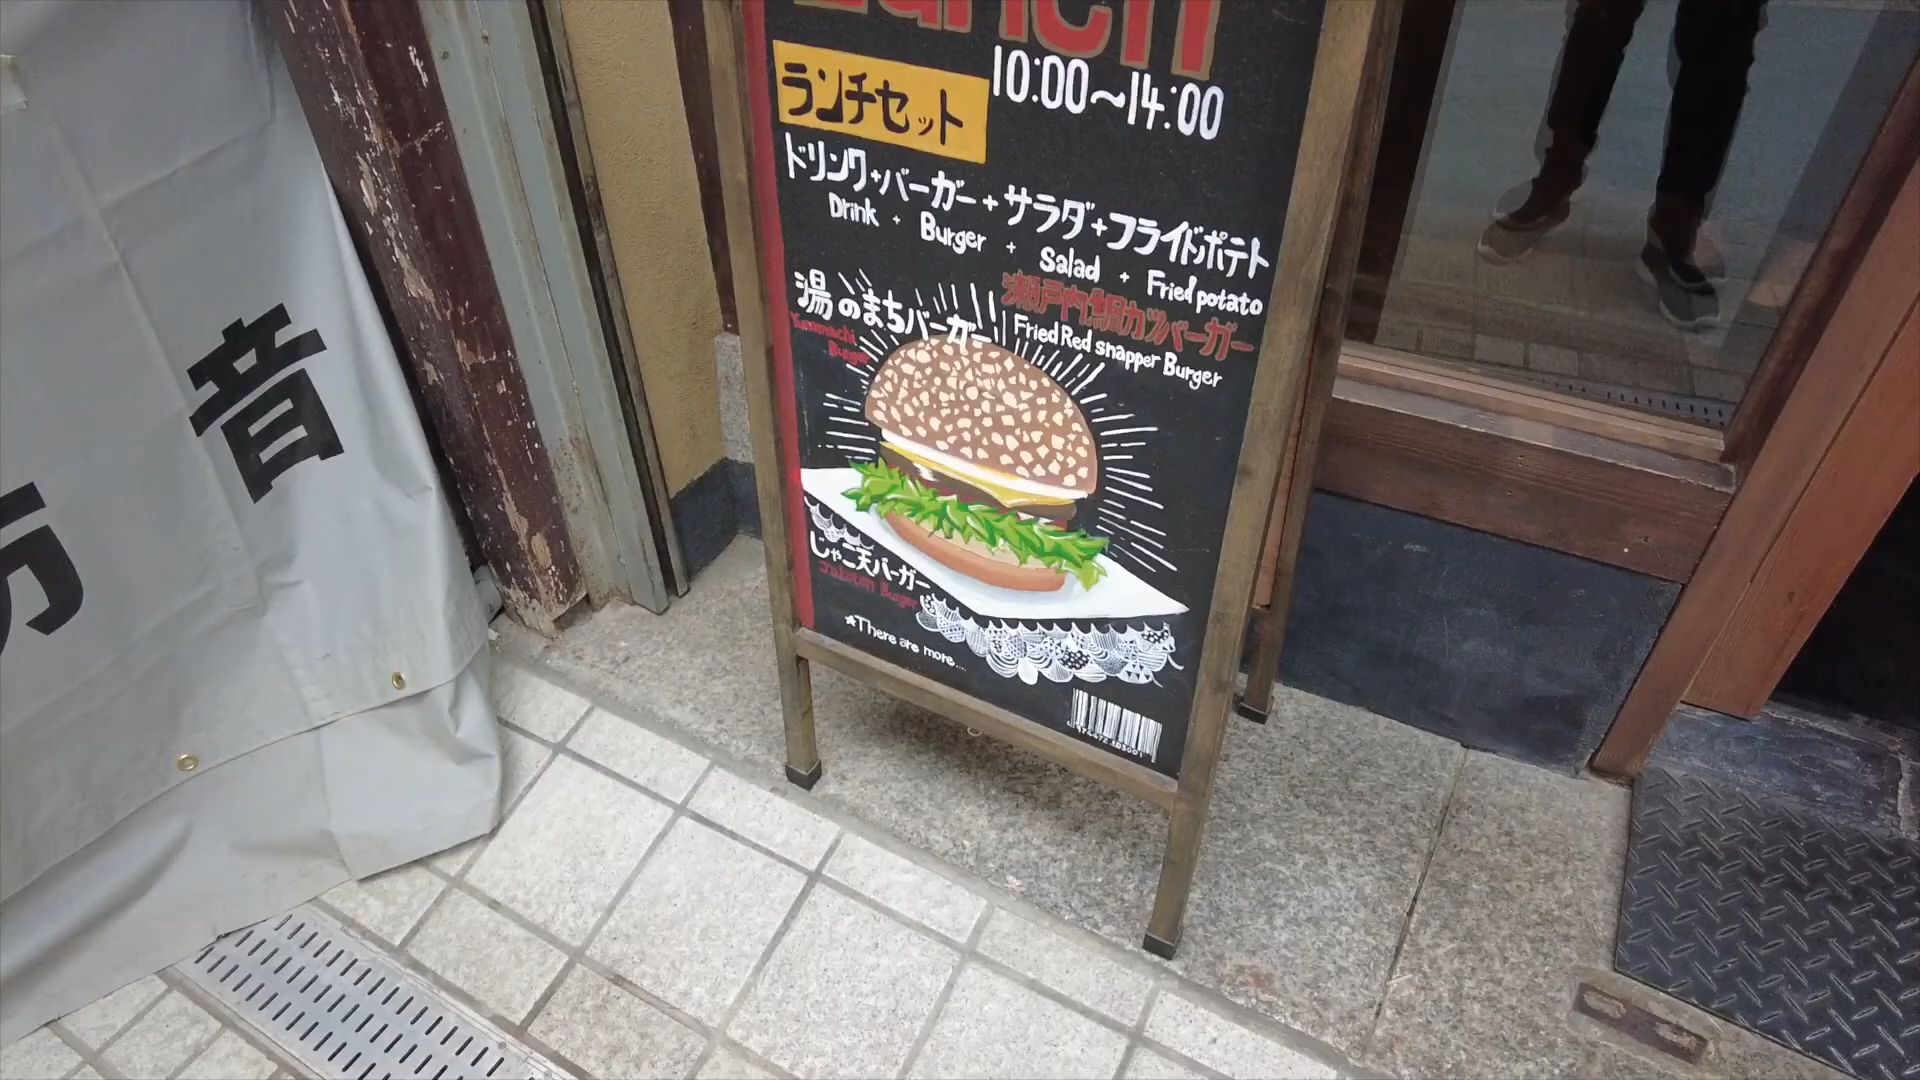 Lunch
10:00~14:00
ランチセット
ドリンク+バーガー+サラダ+フライドポテト
Drink + Burger + Salad + Fried potato
湯のまちバーガー
Yunomachi
Burger
瀬戸内鯛カツバーガー
Fried Red snapper Burger
じゃこ天バーガー
Jakoten Burger
*There are more....
音